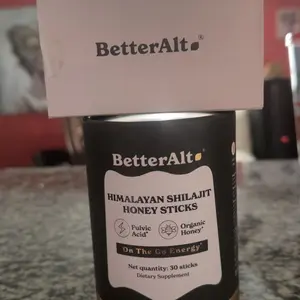 BetterAlt®
BetterAlt®
HIMALAYAN SHILAJIT
HONEY STICKS
Fulvic Acid*
Organic Honey*
On The Go Energy*
Net quantity: 30 sticks
Dietary Supplement